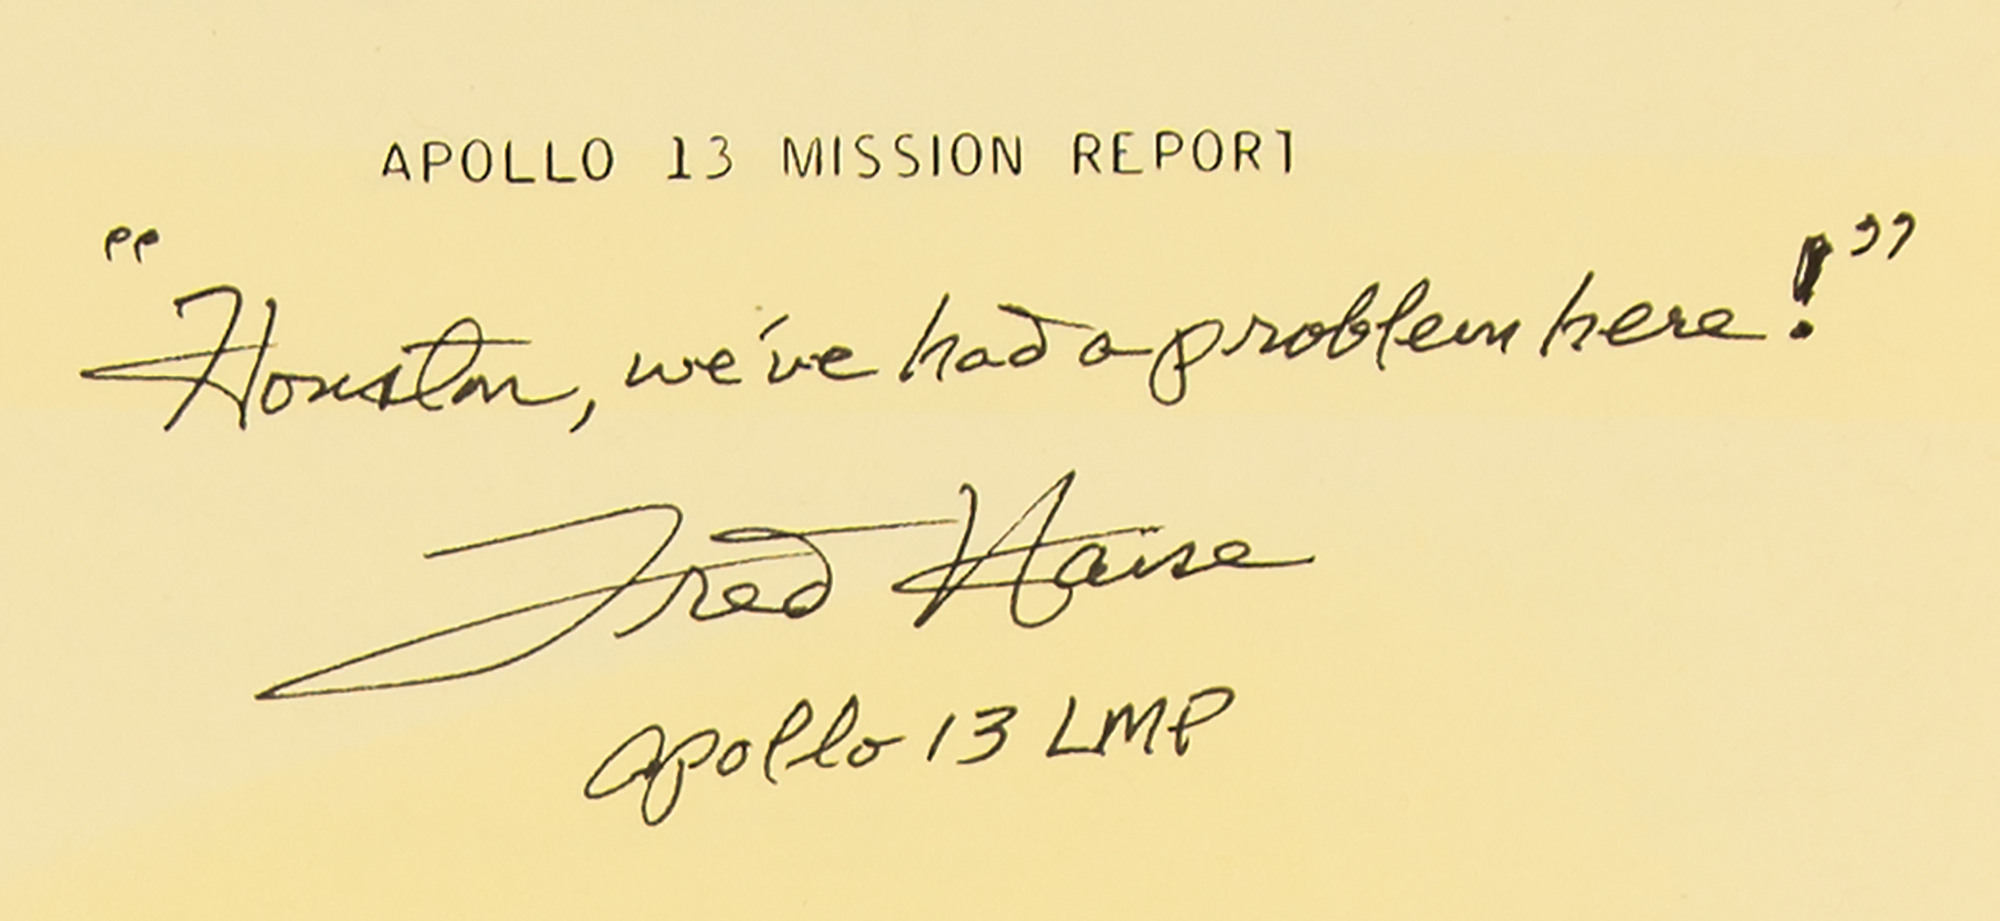 APOLLO 13 MISSION REPORT
"Houston, we've had a problem here!"
Fred Haise
Apollo 13 LMP